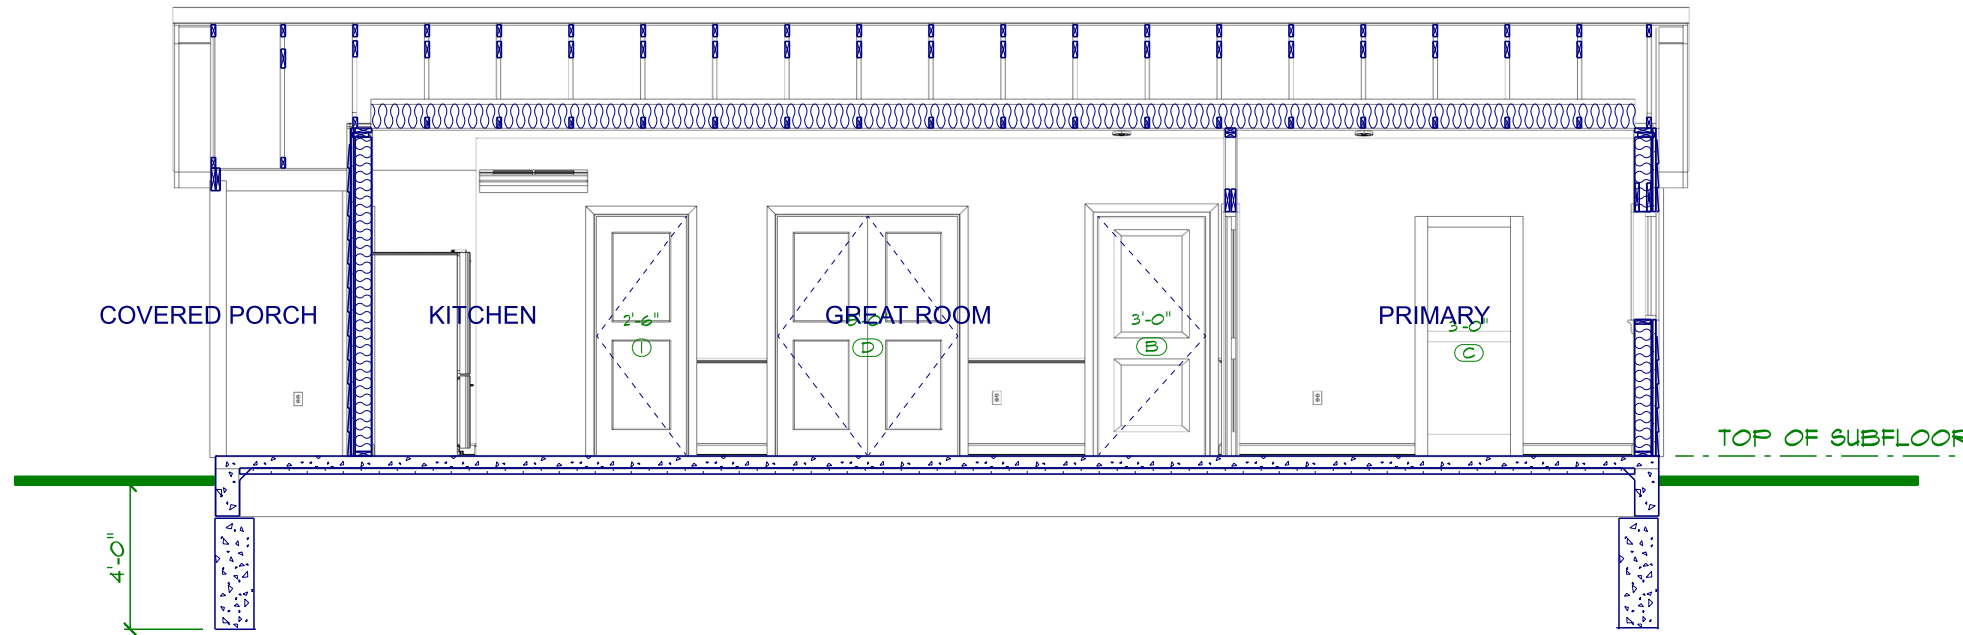 COVERED PORCH
KITCHEN
GREAT ROOM
PRIMARY
2'-6"
3'-0"
3'-0"
1
D
B
C
TOP OF SUBFLOOR
4'-0"